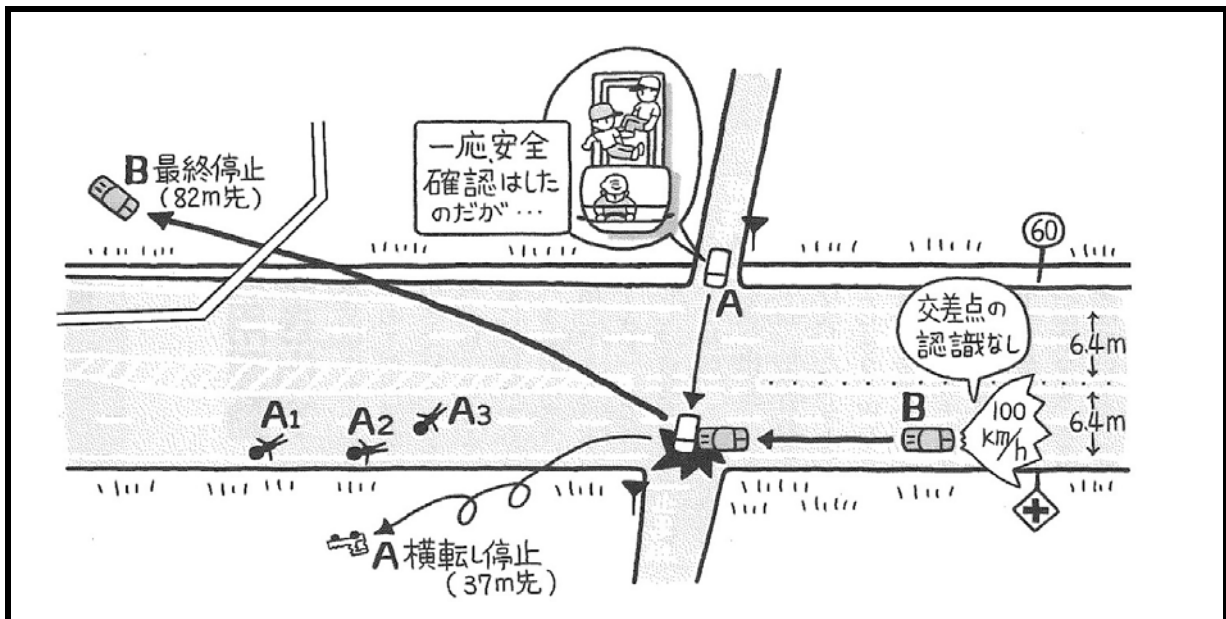 一応、安全
確認はした
のだが…
B 最終停止
(82m先)
60
A
交差点の
認識なし
6.4m
B
100
km/h
6.4m
A1
A2
A3
A 横転し停止
(37m先)